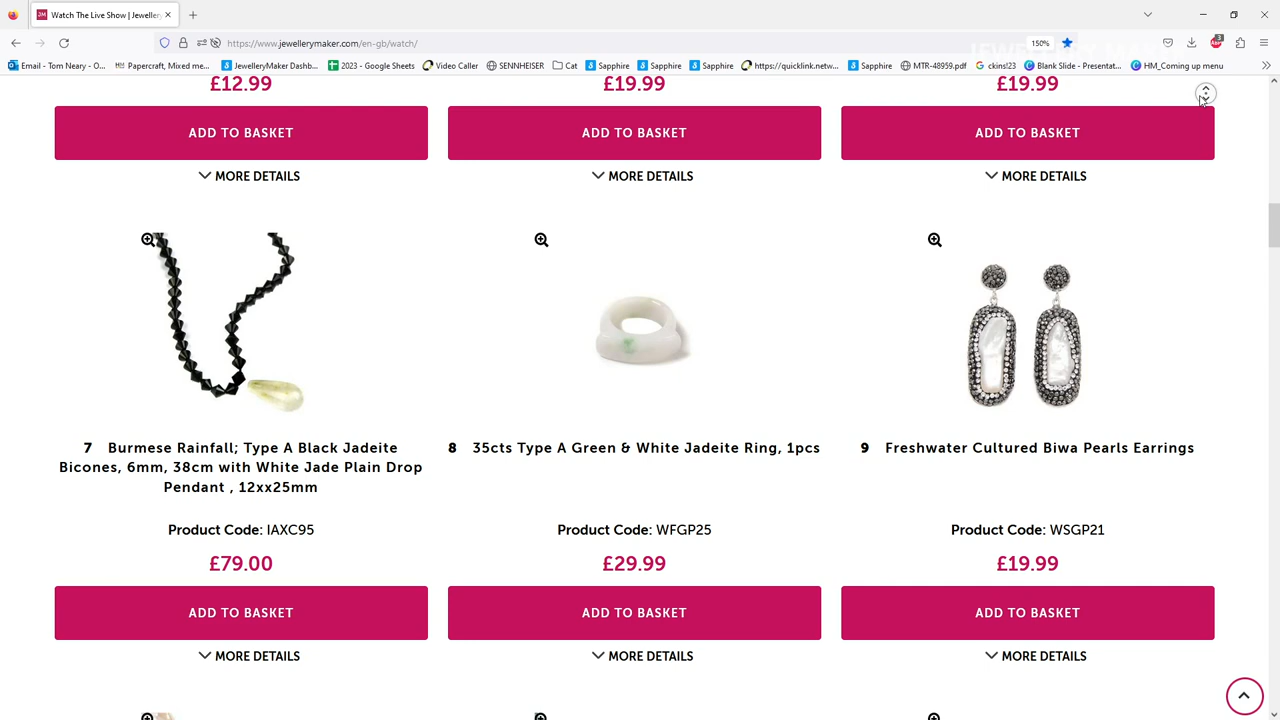 Watch The Live Show | Jeweller
https://www.jewellerymaker.com/en-gb/watch/
150%
3
Email - Tom Neary - O... Papercraft, Mixed me... JewelleryMaker Dashb... 2023 - Google Sheets Video Caller SENNHEISER Cat Sapphire Sapphire Sapphire https://quicklink.netw... Sapphire MTR-48959.pdf ckins!23 Blank Slide - Presentat... HM_Coming up menu
£12.99 £19.99 £19.99
ADD TO BASKET ADD TO BASKET ADD TO BASKET
MORE DETAILS MORE DETAILS MORE DETAILS
7 Burmese Rainfall; Type A Black Jadeite
Bicones, 6mm, 38cm with White Jade Plain Drop
Pendant , 12xx25mm
8 35cts Type A Green & White Jadeite Ring, 1pcs
9 Freshwater Cultured Biwa Pearls Earrings
Product Code: IAXC95 Product Code: WFGP25 Product Code: WSGP21
£79.00 £29.99 £19.99
ADD TO BASKET ADD TO BASKET ADD TO BASKET
MORE DETAILS MORE DETAILS MORE DETAILS